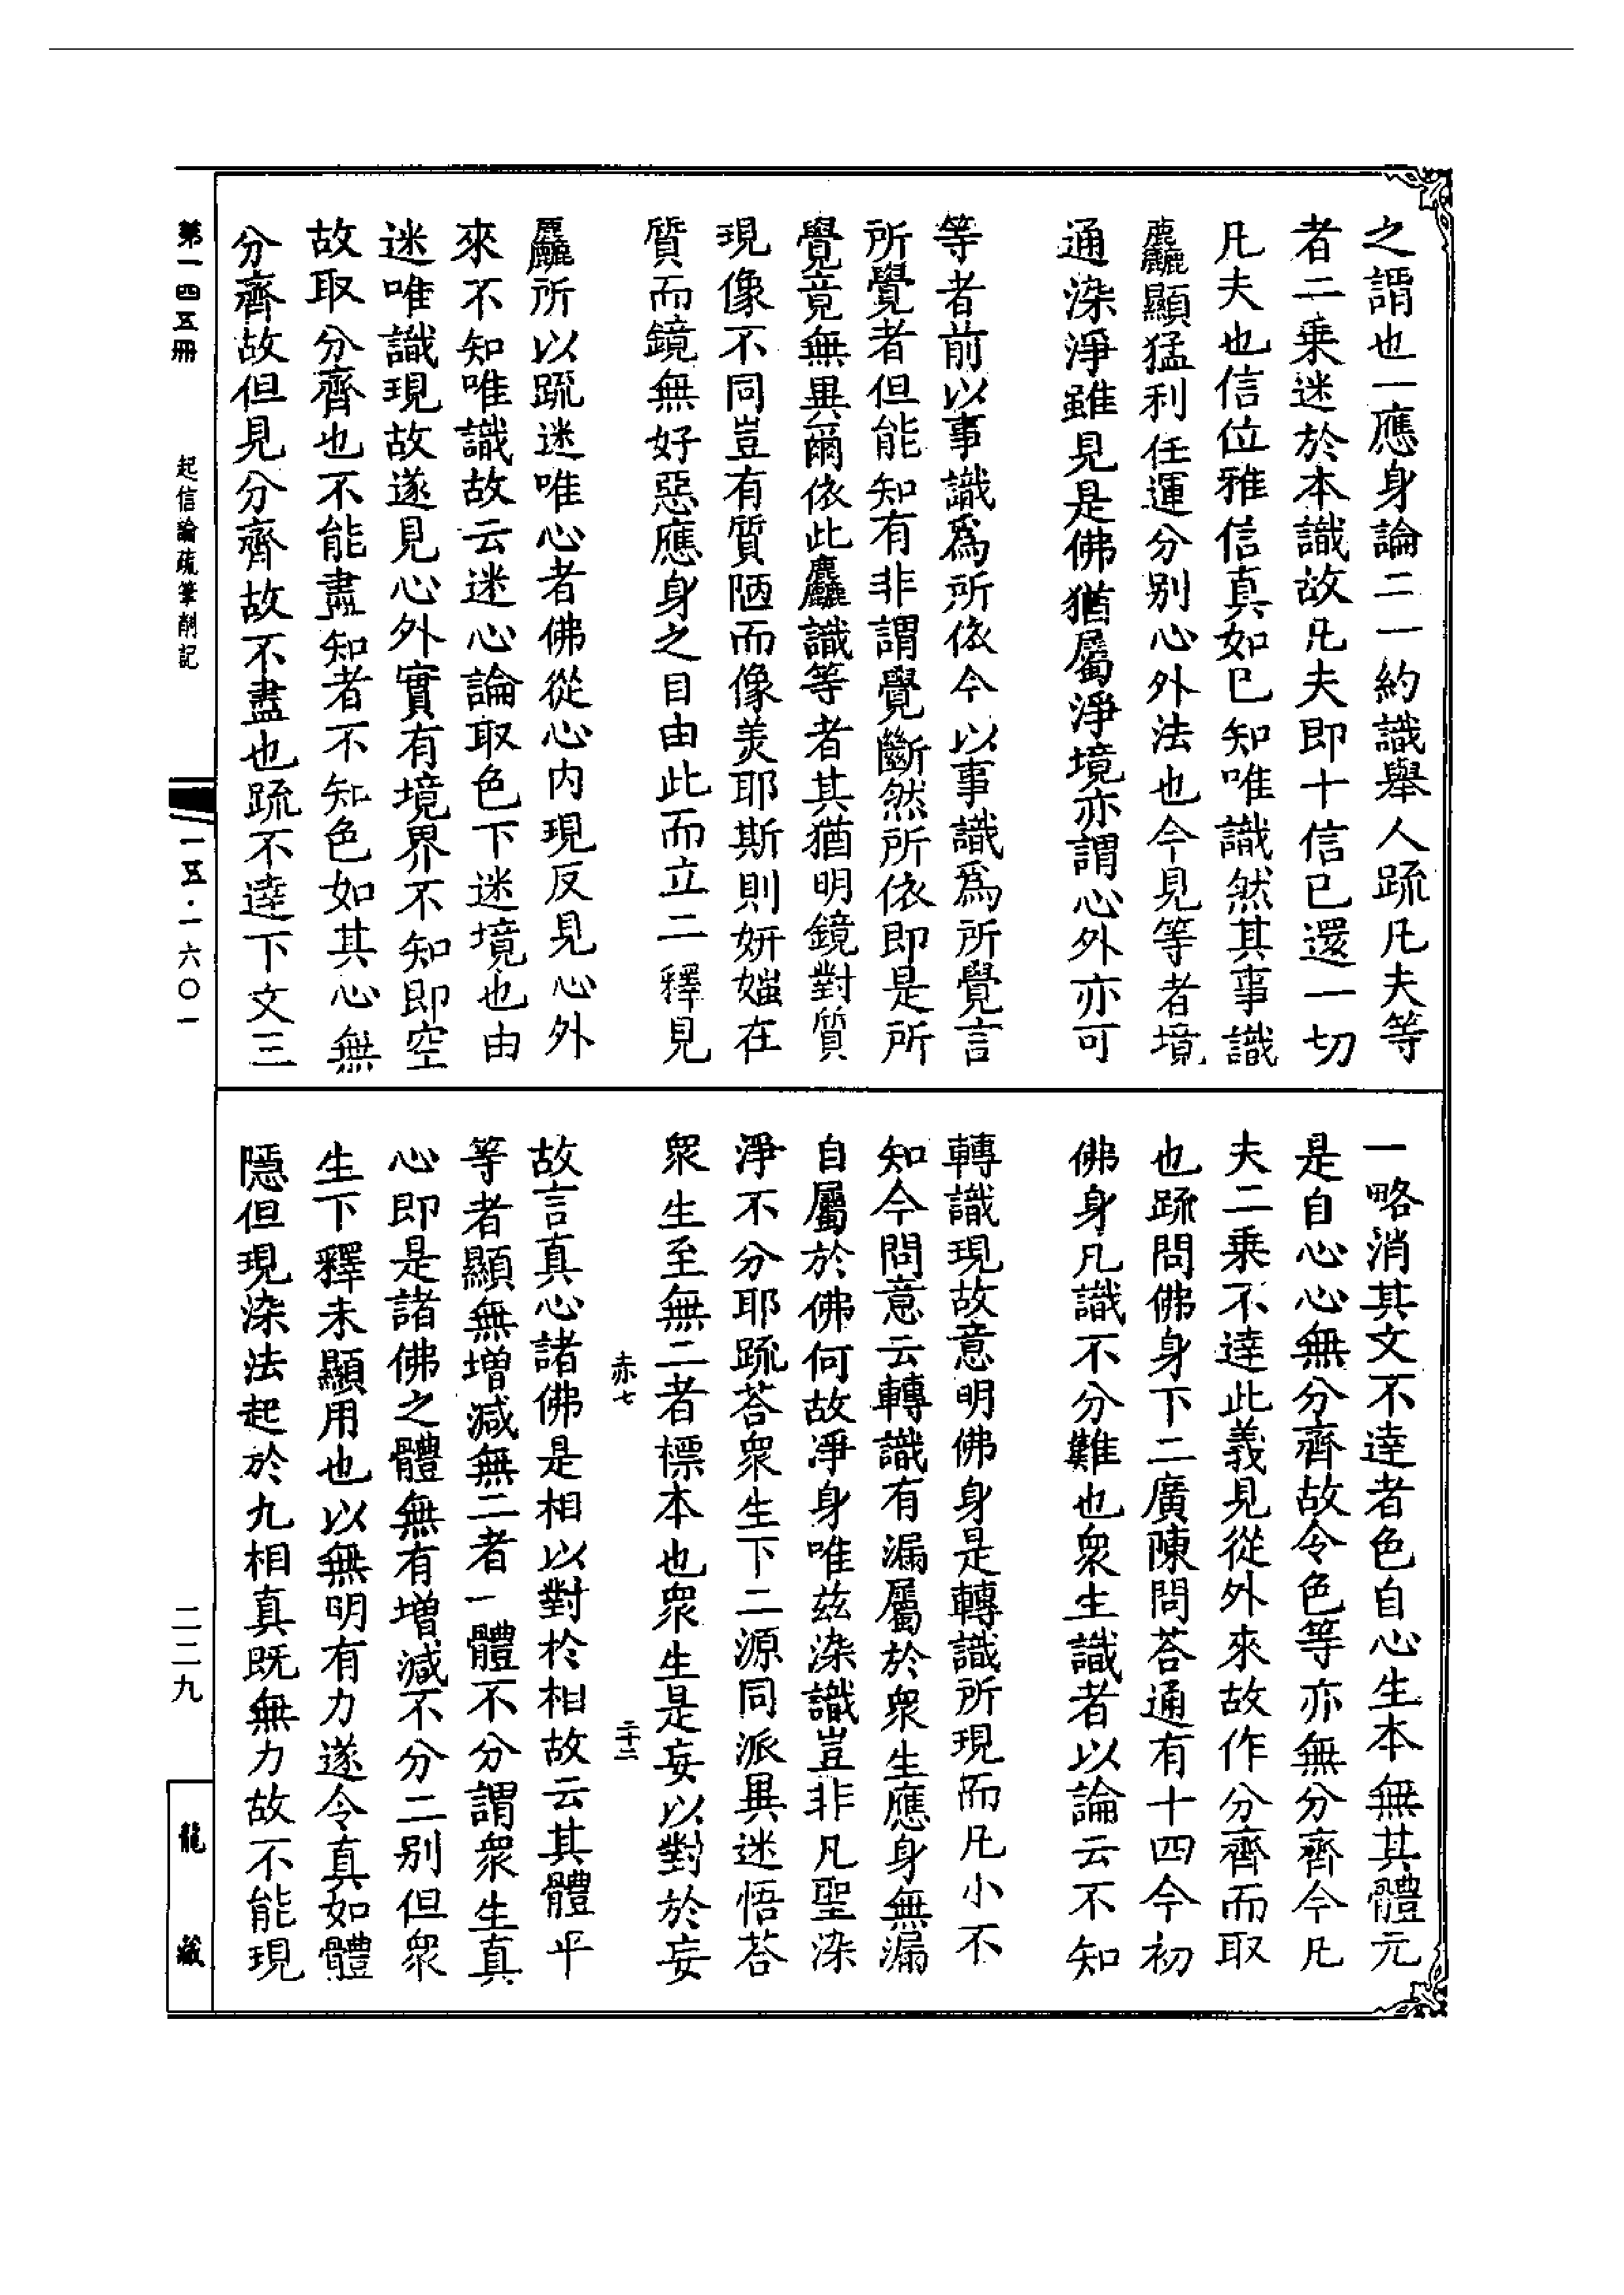 之謂也一應身論二一約識舉人疏凡夫等
者二乘迷於本識故凡夫即十信已還一切
凡夫也信位雅信真如已知唯識然其事識
麤顯猛利任運分別心外法也今見等者境
通染淨雖見是佛猶屬淨境亦謂心外亦可
等者前以事識為所依今以事識為所覺言
所覺者但能知有非謂覺斷然所依即是所
覺竟無異爾依此麤識等者其猶明鏡對質
現像不同豈有質陋而像羙耶斯則妍媸在
質而鏡無好惡應身之目由此而立二釋見
麤所以疏迷唯心者佛從心內現反見心外
來不知唯識故云迷心論取色下迷境也由
迷唯識現故遂見心外實有境界不知即空
故取分齊也不能盡知者不知色如其心無
分齊故但見分齊故不盡也疏不達下文三
一略消其文不達者色自心生本無其體元
是自心心無分齊故令色等亦無分齊今凡
夫二乘不達此義見從外來故作分齊而取
也疏問佛身下二廣陳問荅通有十四今初
佛身凡識不分難也衆生識者以論云不知
轉識現故意明佛身是轉識所現而凡小不
知今問意云轉識有漏屬於衆生應身無漏
自屬於佛何故淨身唯兹染識豈非凡聖染
淨不分耶疏荅衆生下二源同派異迷悟荅
衆生至無二者標本也衆生是妄以對於妄
赤七
二十二
故言真心諸佛是相以對於相故云其體平
等者顯無增減無二者一體不分謂衆生真
心即是諸佛之體無有增減不分二別但衆
生下釋未顯用也以無明有力遂令真如體
隱但現染法起於九相真既無力故不能現
第一四五冊
起信論疏筆削記
一五·一六〇一
二二九
龍藏